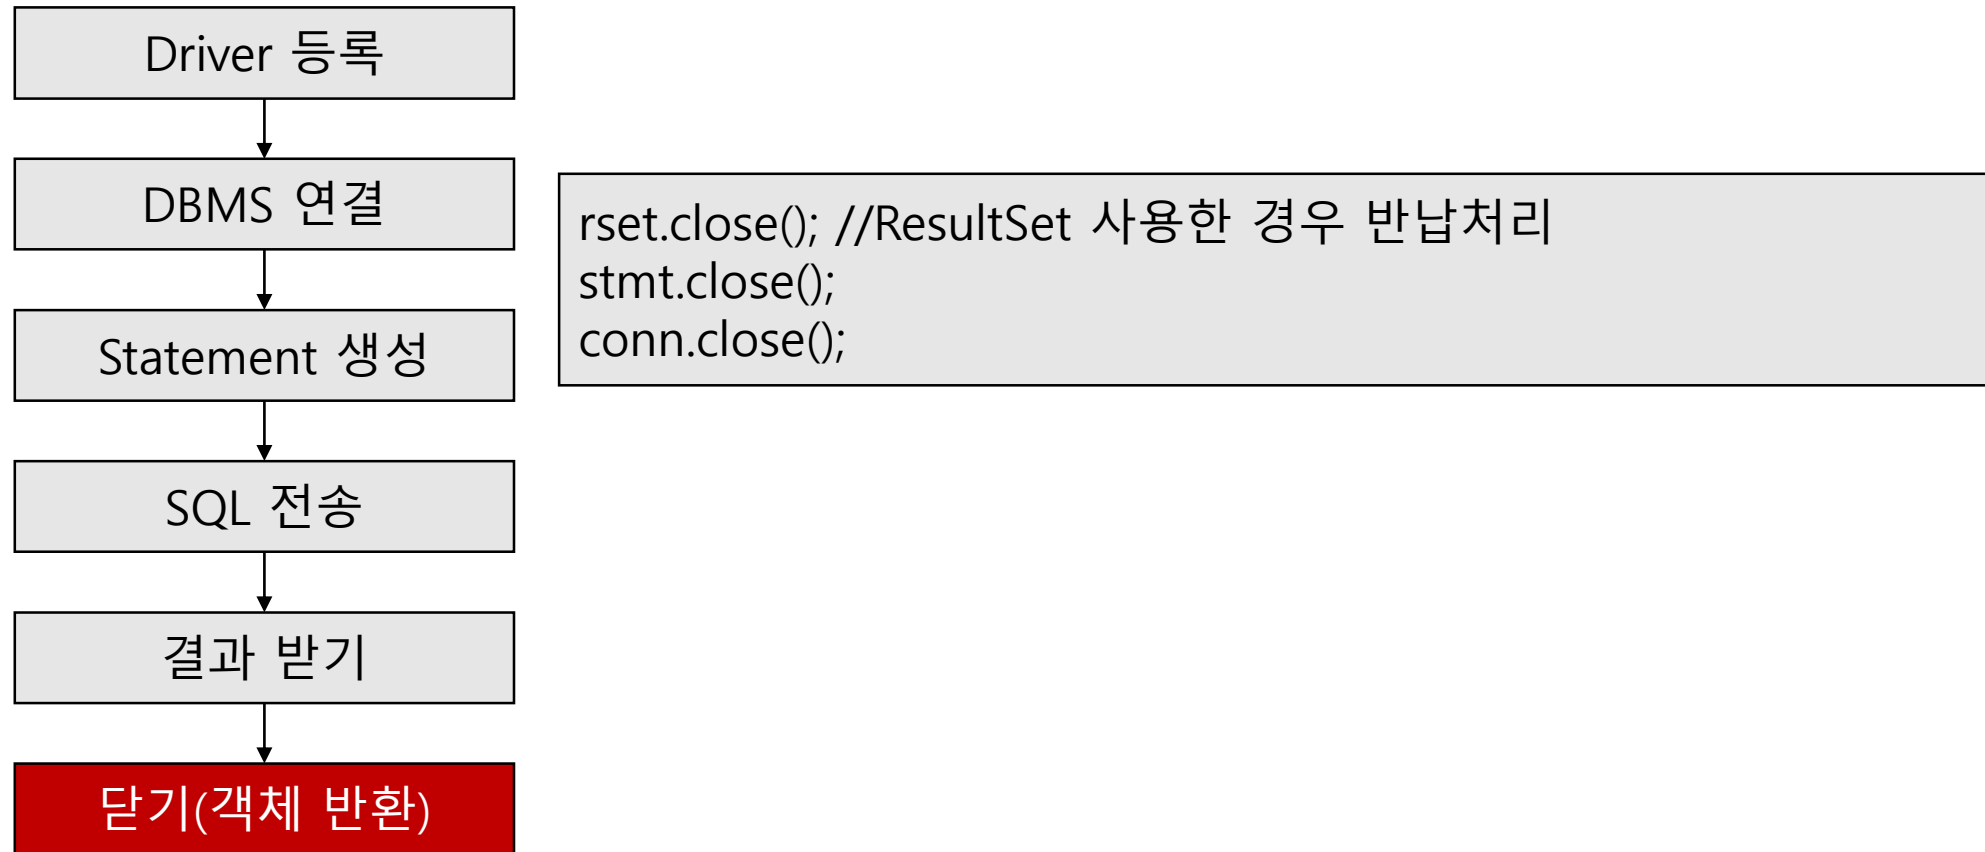 Driver 등록
DBMS 연결
Statement 생성
SQL 전송
결과 받기
닫기(객체 반환)
rset.close(); //ResultSet 사용한 경우 반납처리
stmt.close();
conn.close();